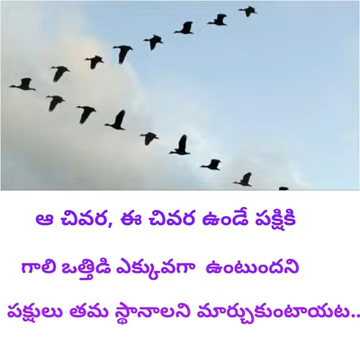 ఆ చివర, ఈ చివర ఉండే పక్షికి
గాలి ఒత్తిడి ఎక్కువగా ఉంటుందని
పక్షులు తమ స్థానాలని మార్చుకుంటాయట..